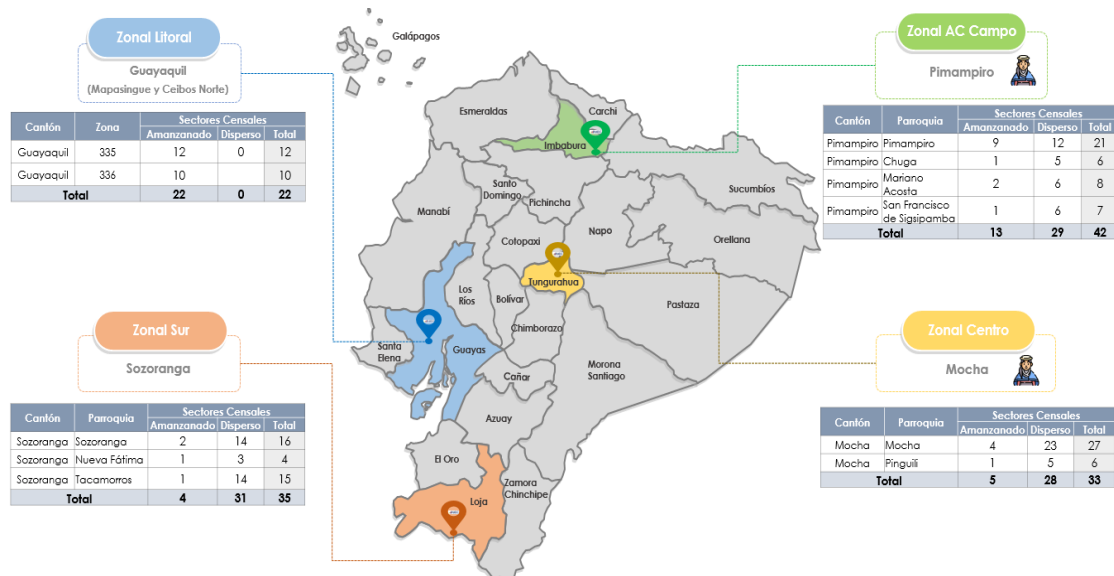 Zonal Litoral
Guayaquil
(Mapasingue y Ceibos Norte)
Cantón Zona Sectores Censales
Amanzanado Disperso Total
Guayaquil 335 12 0 12
Guayaquil 336 10 10
Total 22 0 22
Zonal AC Campo
Pimampiro
Cantón Parroquia Sectores Censales
Amanzanado Disperso Total
Pimampiro Pimampiro 9 12 21
Pimampiro Chuga 1 5 6
Pimampiro Mariano Acosta 2 6 8
Pimampiro San Francisco de Sigsipamba 1 6 7
Total 13 29 42
Galápagos
Esmeraldas
Carchi
Imbabura
Santo Domingo
Pichincha
Sucumbíos
Manabí
Cotopaxi
Napo
Orellana
Tungurahua
Los Ríos
Bolívar
Pastaza
Chimborazo
Santa Elena
Guayas
Morona Santiago
Cañar
Azuay
El Oro
Zamora Chinchipe
Loja
Zonal Sur
Sozoranga
Cantón Parroquia Sectores Censales
Amanzanado Disperso Total
Sozoranga Sozoranga 2 14 16
Sozoranga Nueva Fátima 1 3 4
Sozoranga Tacamorros 1 14 15
Total 4 31 35
Zonal Centro
Mocha
Cantón Parroquia Sectores Censales
Amanzanado Disperso Total
Mocha Mocha 4 23 27
Mocha Pinguili 1 5 6
Total 5 28 33